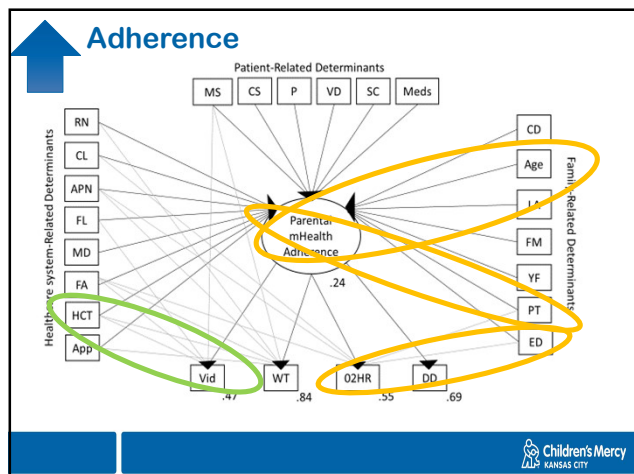 Adherence
Patient-Related Determinants
MS
CS
P
VD
SC
Meds
Healthcare system-Related Determinants
RN
CL
APN
FL
MD
FA
HCT
App
Parental
mHealth
Adherence
.24
CD
Age
LA
FM
YF
PT
ED
Family-Related Determinants
Vid
.47
WT
.84
02HR
.55
DD
.69
Children's Mercy
KANSAS CITY